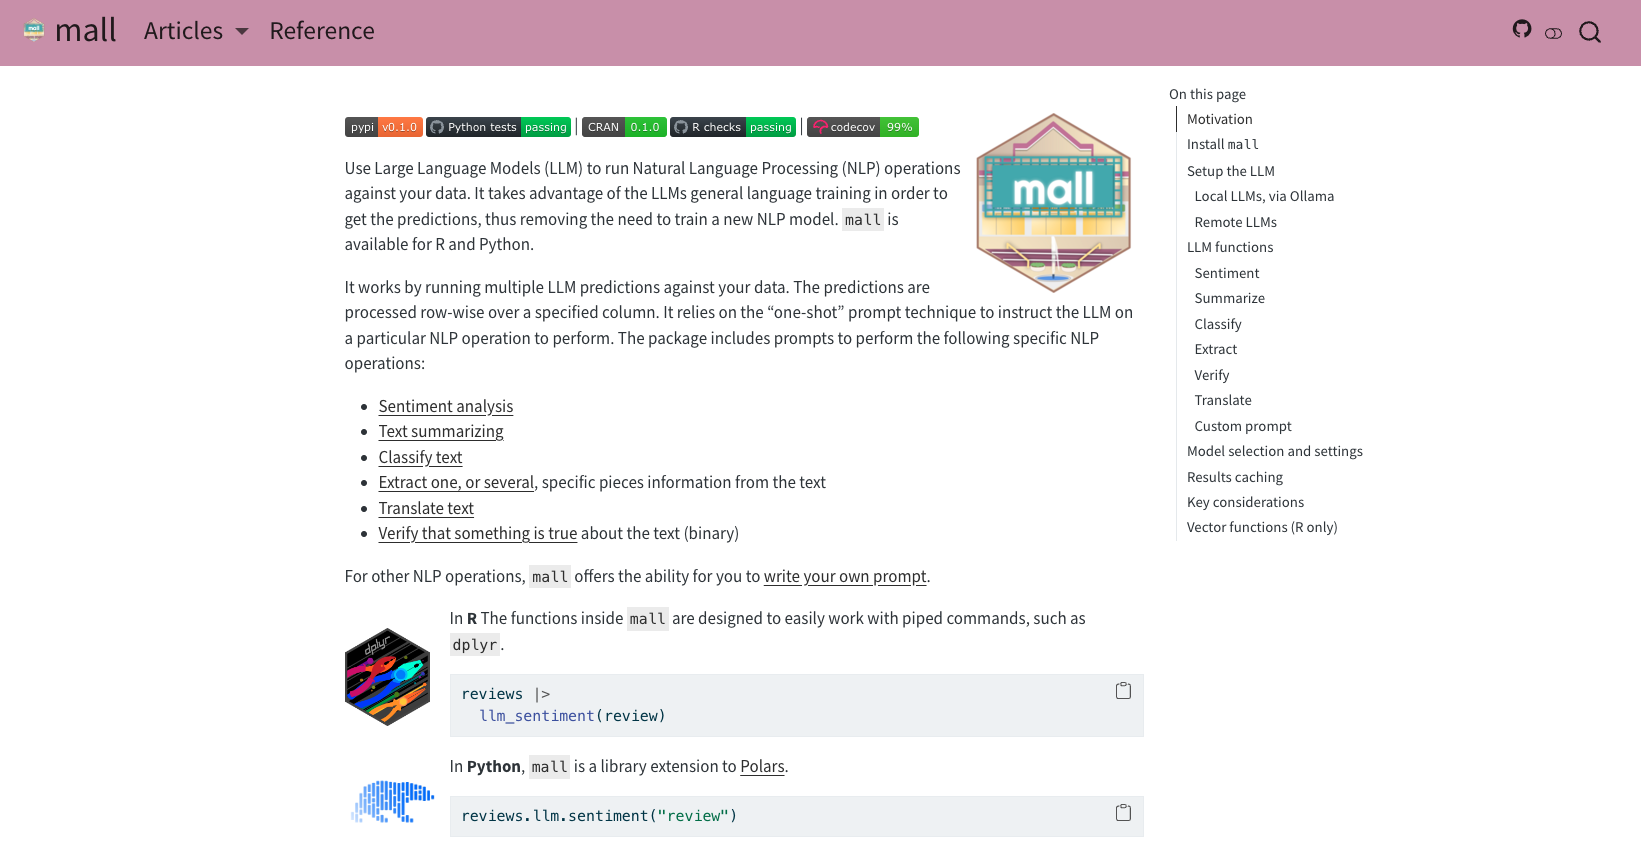 mall
mall Articles Reference
pypi v0.1.0 Python tests passing | CRAN 0.1.0 R checks passing | codecov 99%
mall
Use Large Language Models (LLM) to run Natural Language Processing (NLP) operations
against your data. It takes advantage of the LLMs general language training in order to
get the predictions, thus removing the need to train a new NLP model. mall is
available for R and Python.
It works by running multiple LLM predictions against your data. The predictions are
processed row-wise over a specified column. It relies on the “one-shot” prompt technique to instruct the LLM on
a particular NLP operation to perform. The package includes prompts to perform the following specific NLP
operations:
• Sentiment analysis
• Text summarizing
• Classify text
• Extract one, or several, specific pieces information from the text
• Translate text
• Verify that something is true about the text (binary)
For other NLP operations, mall offers the ability for you to write your own prompt.
dplyr
In R The functions inside mall are designed to easily work with piped commands, such as
dplyr.
reviews |>
  llm_sentiment(review)
In Python, mall is a library extension to Polars.
reviews.llm.sentiment("review")
On this page
Motivation
Install mall
Setup the LLM
Local LLMs, via Ollama
Remote LLMs
LLM functions
Sentiment
Summarize
Classify
Extract
Verify
Translate
Custom prompt
Model selection and settings
Results caching
Key considerations
Vector functions (R only)